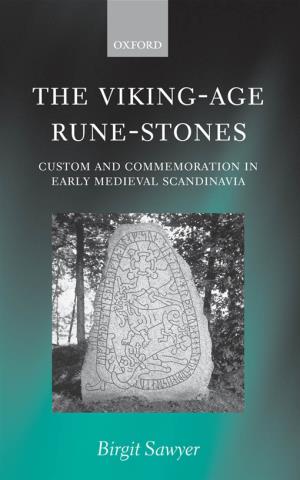 OXFORD
THE VIKING-AGE
RUNE-STONES
CUSTOM AND COMMEMORATION IN
EARLY MEDIEVAL SCANDINAVIA
Birgit Sawyer